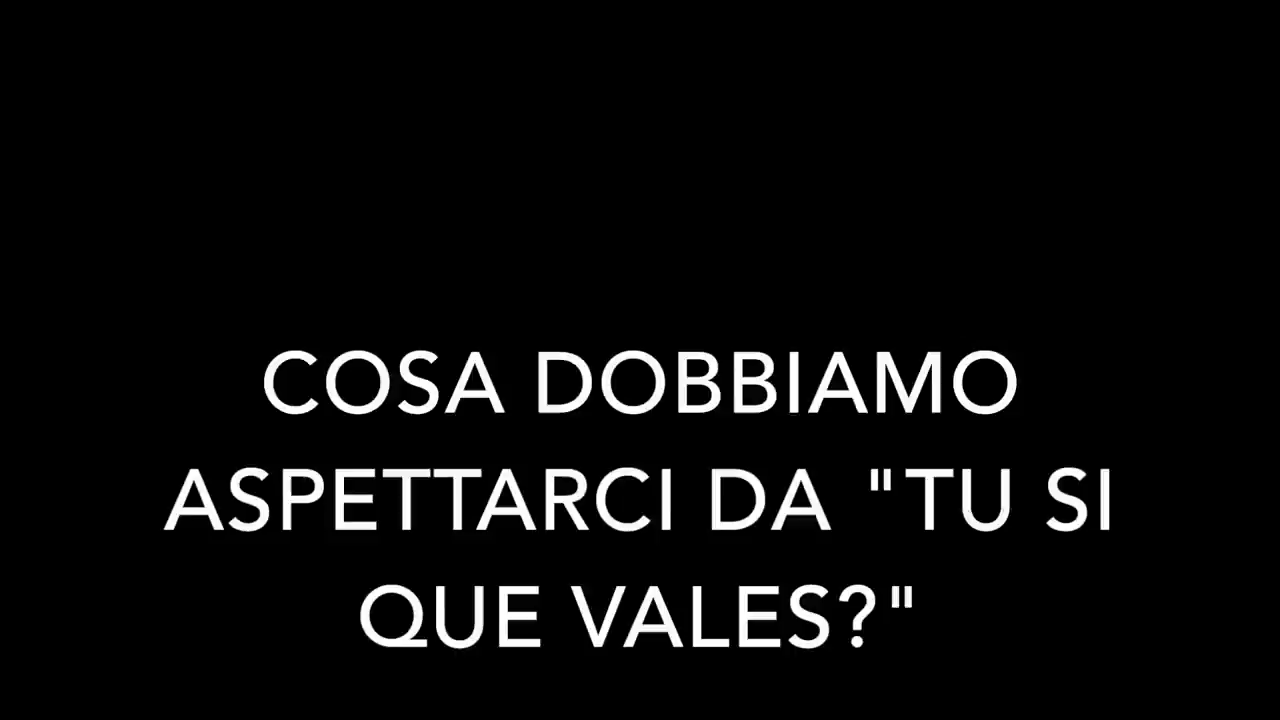 COSA DOBBIAMO
ASPETTARCI DA "TU SI
QUE VALES?"